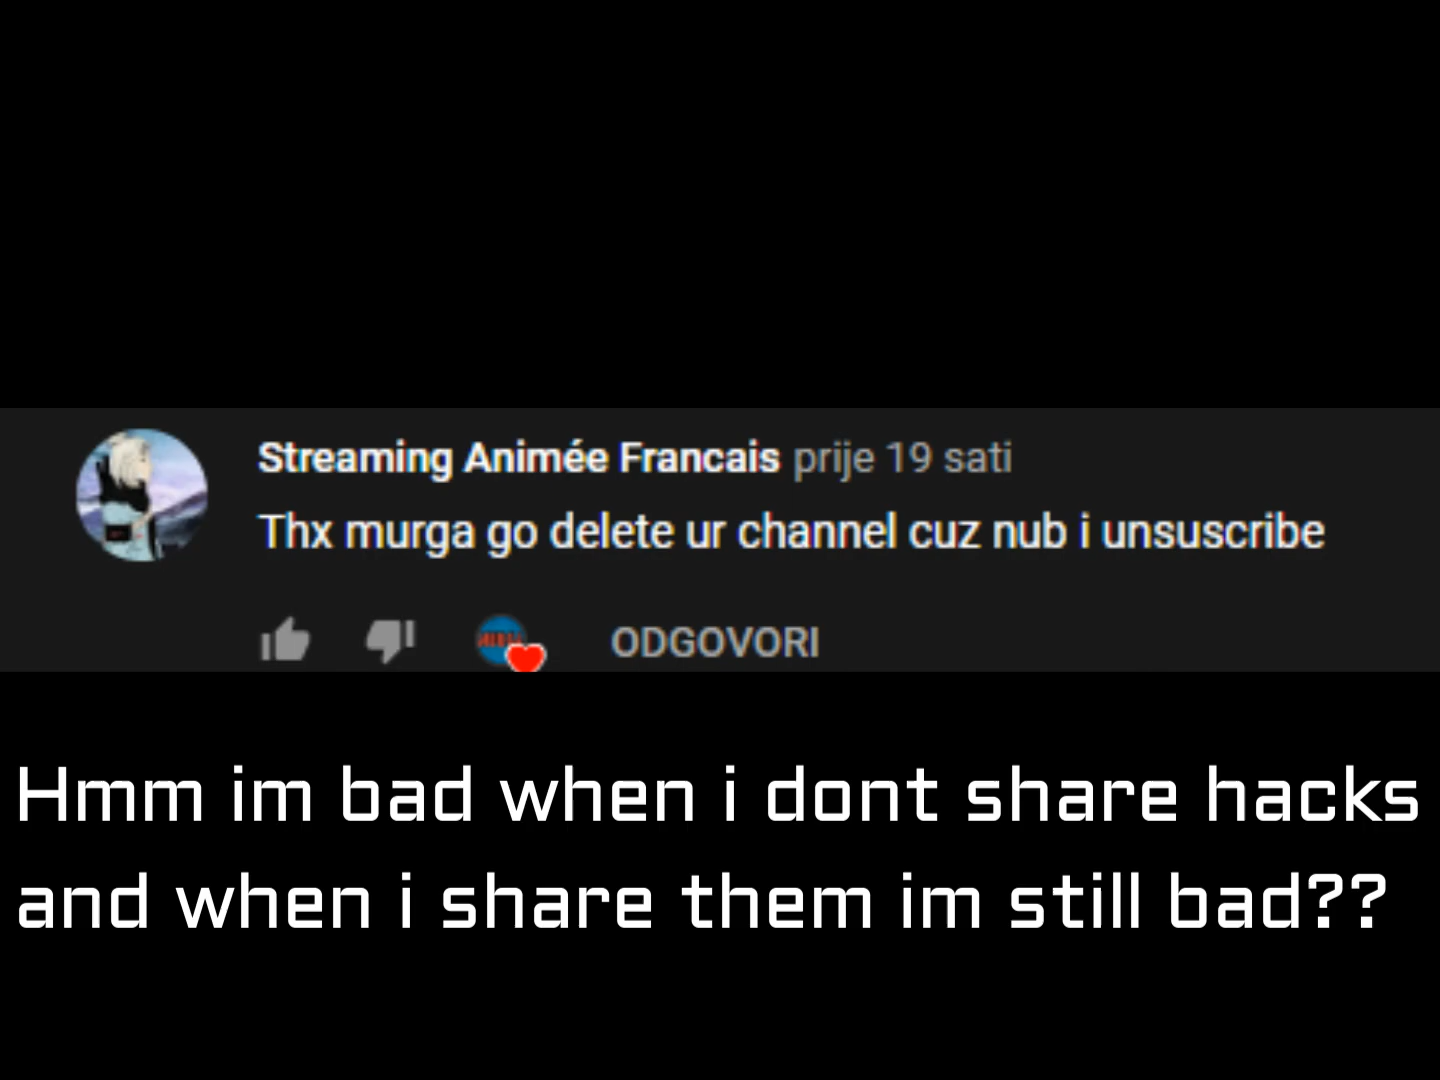 Streaming Animée Francais prije 19 sati
Thx murga go delete ur channel cuz nub i unsuscribe
ODGOVORI
Hmm im bad when i dont share hacks
and when i share them im still bad??